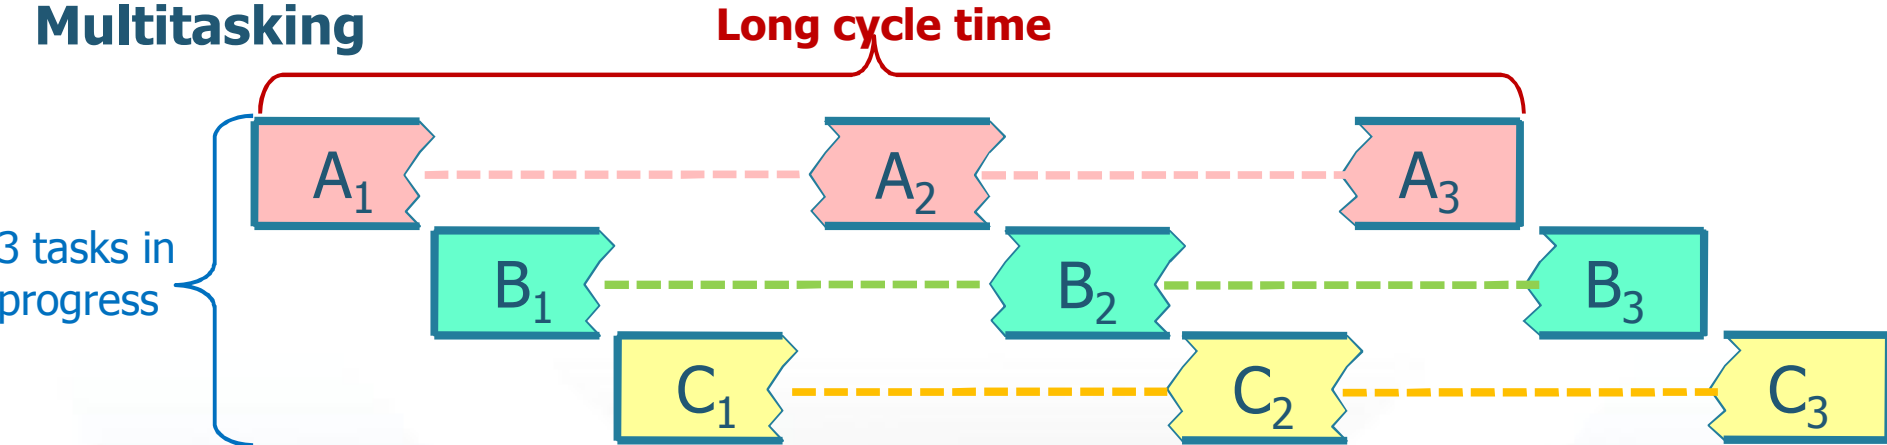 Multitasking
Long cycle time
A₁ A₂ A₃
3 tasks in
progress
B₁ B₂ B₃
C₁ C₂ C₃